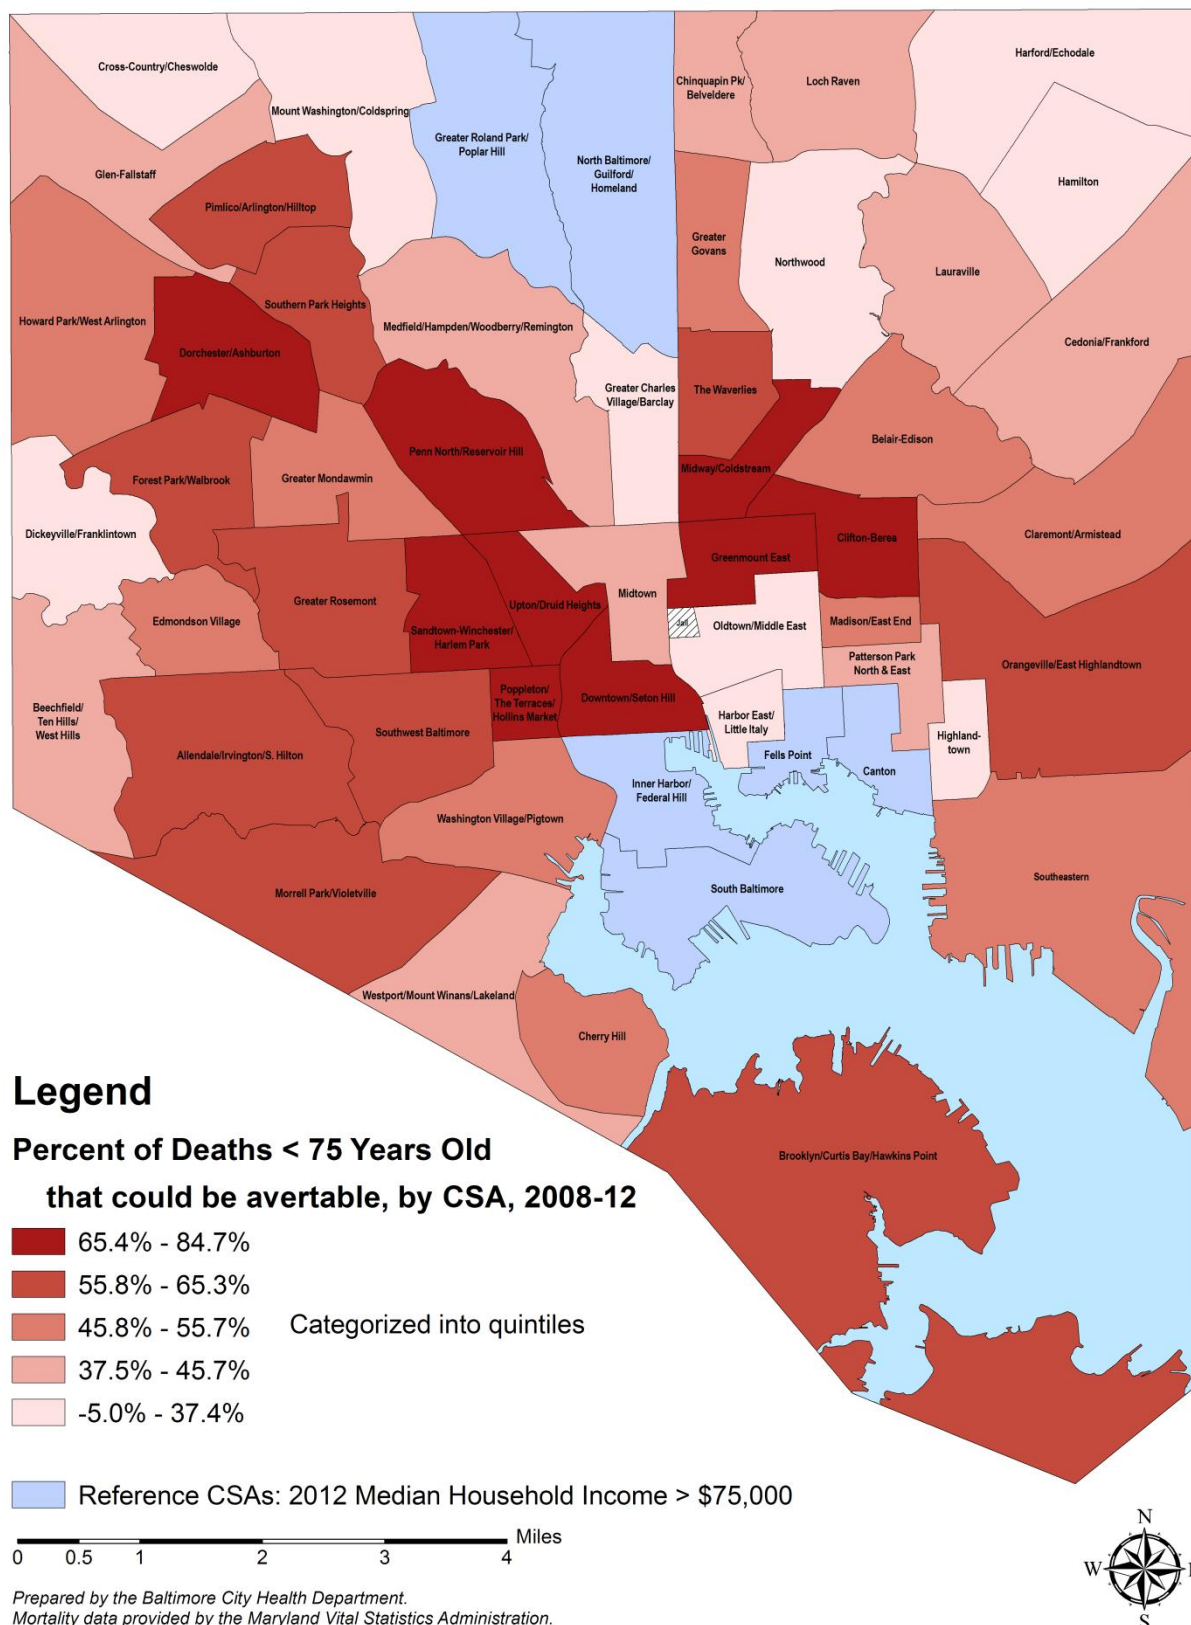 Cross-Country/Cheswolde
Mount Washington/Coldspring
Greater Roland Park/
Poplar Hill
North Baltimore/
Guilford/
Homeland
Chinquapin Pk/
Belveldere
Loch Raven
Harford/Echodale
Glen-Fallstaff
Pimlico/Arlington/Hilltop
Hamilton
Greater
Govans
Northwood
Lauraville
Howard Park/West Arlington
Southern Park Heights
Dorchester/Ashburton
Medfield/Hampden/Woodberry/Remington
Cedonia/Frankford
Greater Charles
Village/Barclay
The Waverlies
Belair-Edison
Penn North/Reservoir Hill
Forest Park/Walbrook
Greater Mondawmin
Midway/Coldstream
Dickeyville/Franklintown
Clifton-Berea
Claremont/Armistead
Greenmount East
Greater Rosemont
Upton/Druid Heights
Midtown
Edmondson Village
Sandtown-Winchester/
Harlem Park
Jail
Oldtown/Middle East
Madison/East End
Patterson Park
North & East
Orangeville/East Highlandtown
Beechfield/
Ten Hills/
West Hills
Poppleton/
The Terraces/
Hollins Market
Downtown/Seton Hill
Harbor East/
Little Italy
Highland-
town
Allendale/Irvington/S. Hilton
Southwest Baltimore
Fells Point
Canton
Inner Harbor/
Federal Hill
Washington Village/Pigtown
Morrell Park/Violetville
South Baltimore
Southeastern
Westport/Mount Winans/Lakeland
Cherry Hill
Brooklyn/Curtis Bay/Hawkins Point
Legend
Percent of Deaths < 75 Years Old
that could be avertable, by CSA, 2008-12
65.4% - 84.7%
55.8% - 65.3%
45.8% - 55.7%
Categorized into quintiles
37.5% - 45.7%
-5.0% - 37.4%
Reference CSAs: 2012 Median Household Income > $75,000
Miles
0 0.5 1 2 3 4
N
W
S
Prepared by the Baltimore City Health Department.
Mortality data provided by the Maryland Vital Statistics Administration.